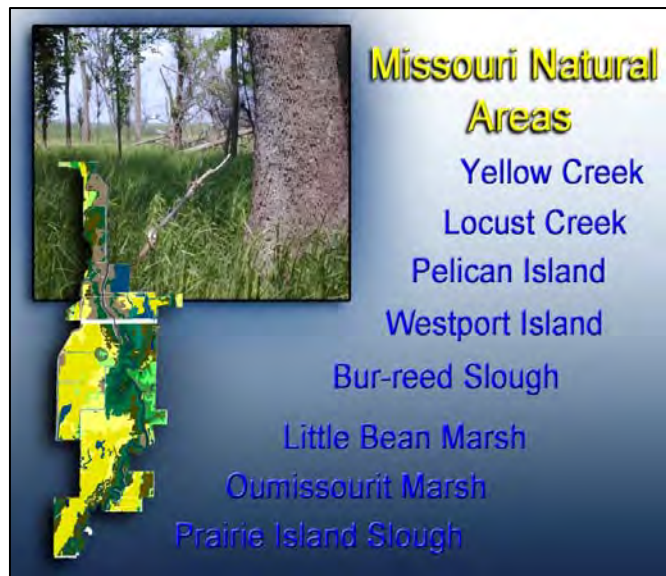 Missouri Natural
Areas
Yellow Creek
Locust Creek
Pelican Island
Westport Island
Bur-reed Slough
Little Bean Marsh
Oumissourit Marsh
Prairie Island Slough